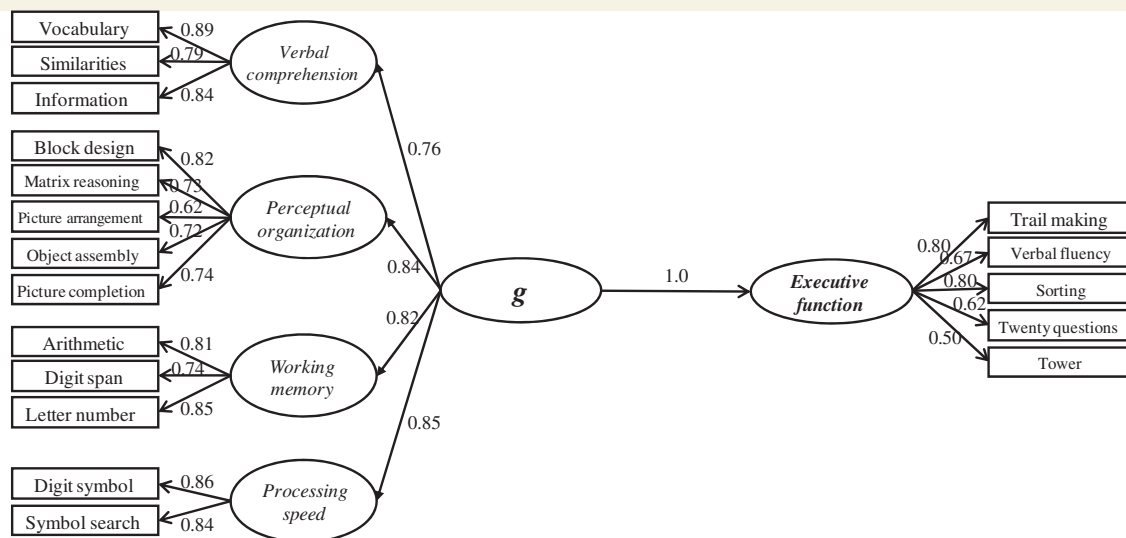 Vocabulary
Similarities
Information
0.89
0.79
0.84
Verbal
comprehension
Block design
Matrix reasoning
Picture arrangement
Object assembly
Picture completion
0.82
0.73
0.62
0.72
0.74
Perceptual
organization
Arithmetic
Digit span
Letter number
0.81
0.74
0.85
Working
memory
Digit symbol
Symbol search
0.86
0.84
Processing
speed
0.76
0.84
0.82
0.85
g
1.0
Executive
function
0.80
0.67
0.80
0.62
0.50
Trail making
Verbal fluency
Sorting
Twenty questions
Tower